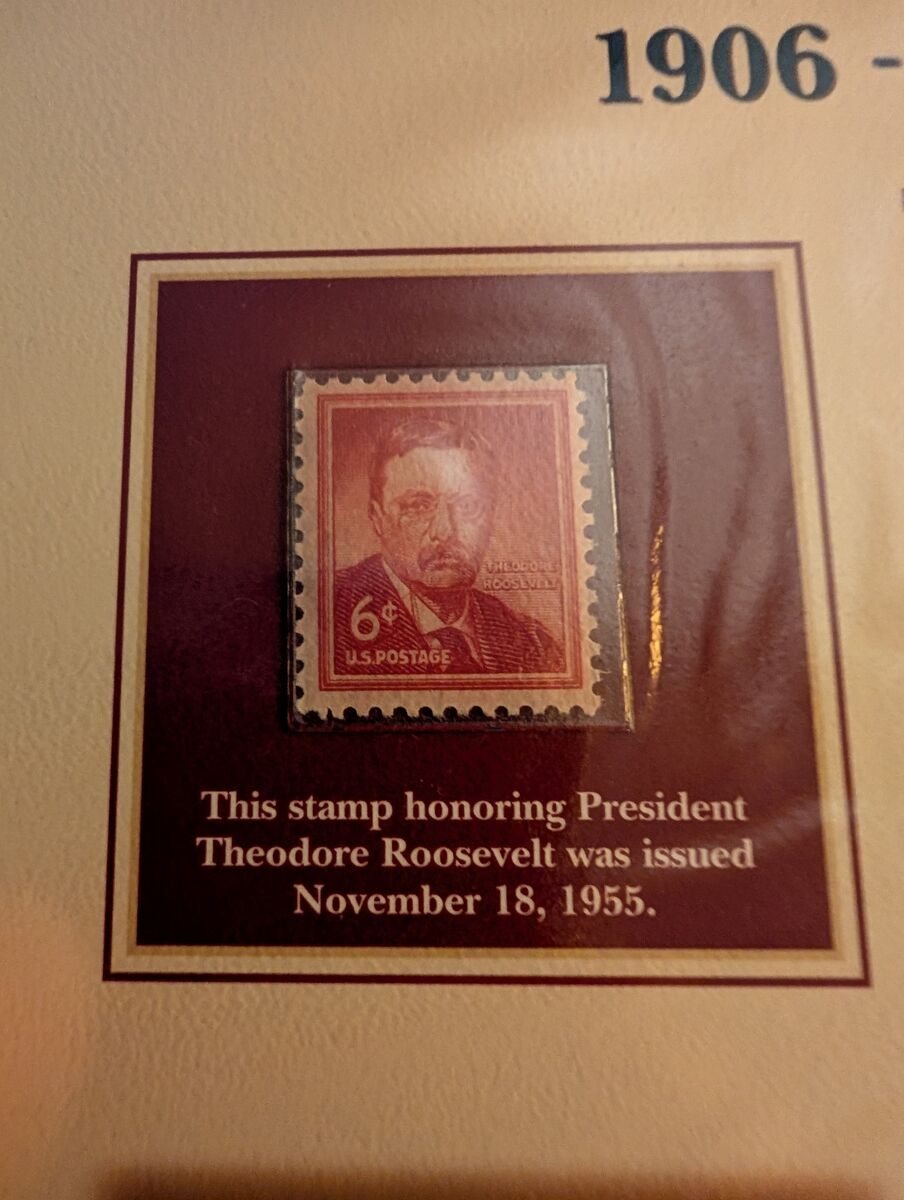 1906 -
THEODORE
ROOSEVELT
6¢
U.S.POSTAGE
This stamp honoring President
Theodore Roosevelt was issued
November 18, 1955.